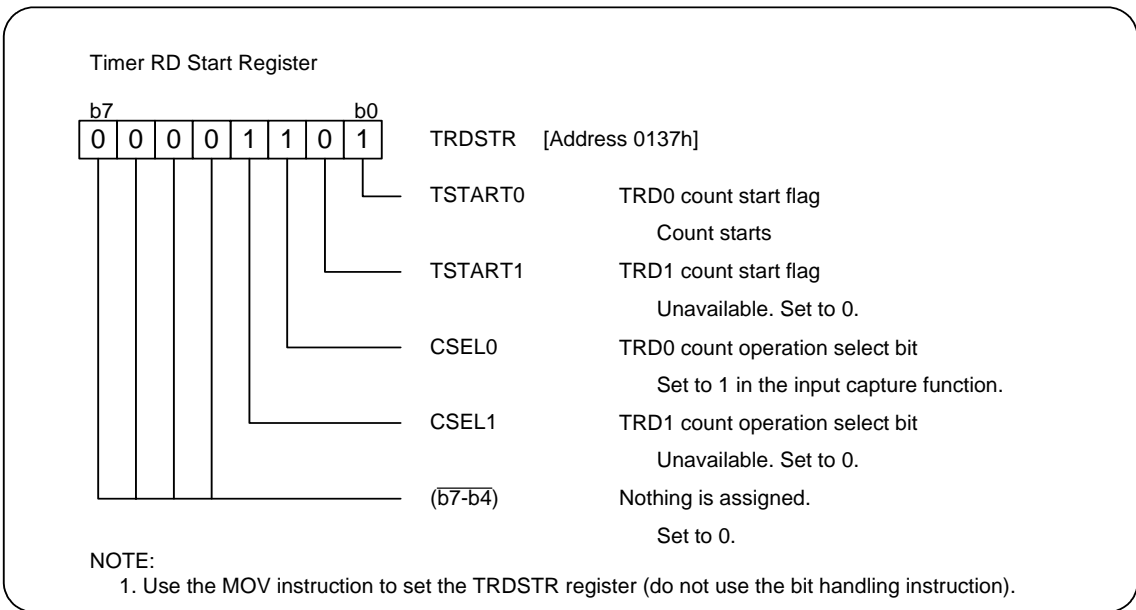 Timer RD Start Register
b7 b0
0 0 0 0 1 1 0 1 TRDSTR [Address 0137h]
TSTART0 TRD0 count start flag
Count starts
TSTART1 TRD1 count start flag
Unavailable. Set to 0.
CSEL0 TRD0 count operation select bit
Set to 1 in the input capture function.
CSEL1 TRD1 count operation select bit
Unavailable. Set to 0.
(b7-b4) Nothing is assigned.
Set to 0.
NOTE:
1. Use the MOV instruction to set the TRDSTR register (do not use the bit handling instruction).